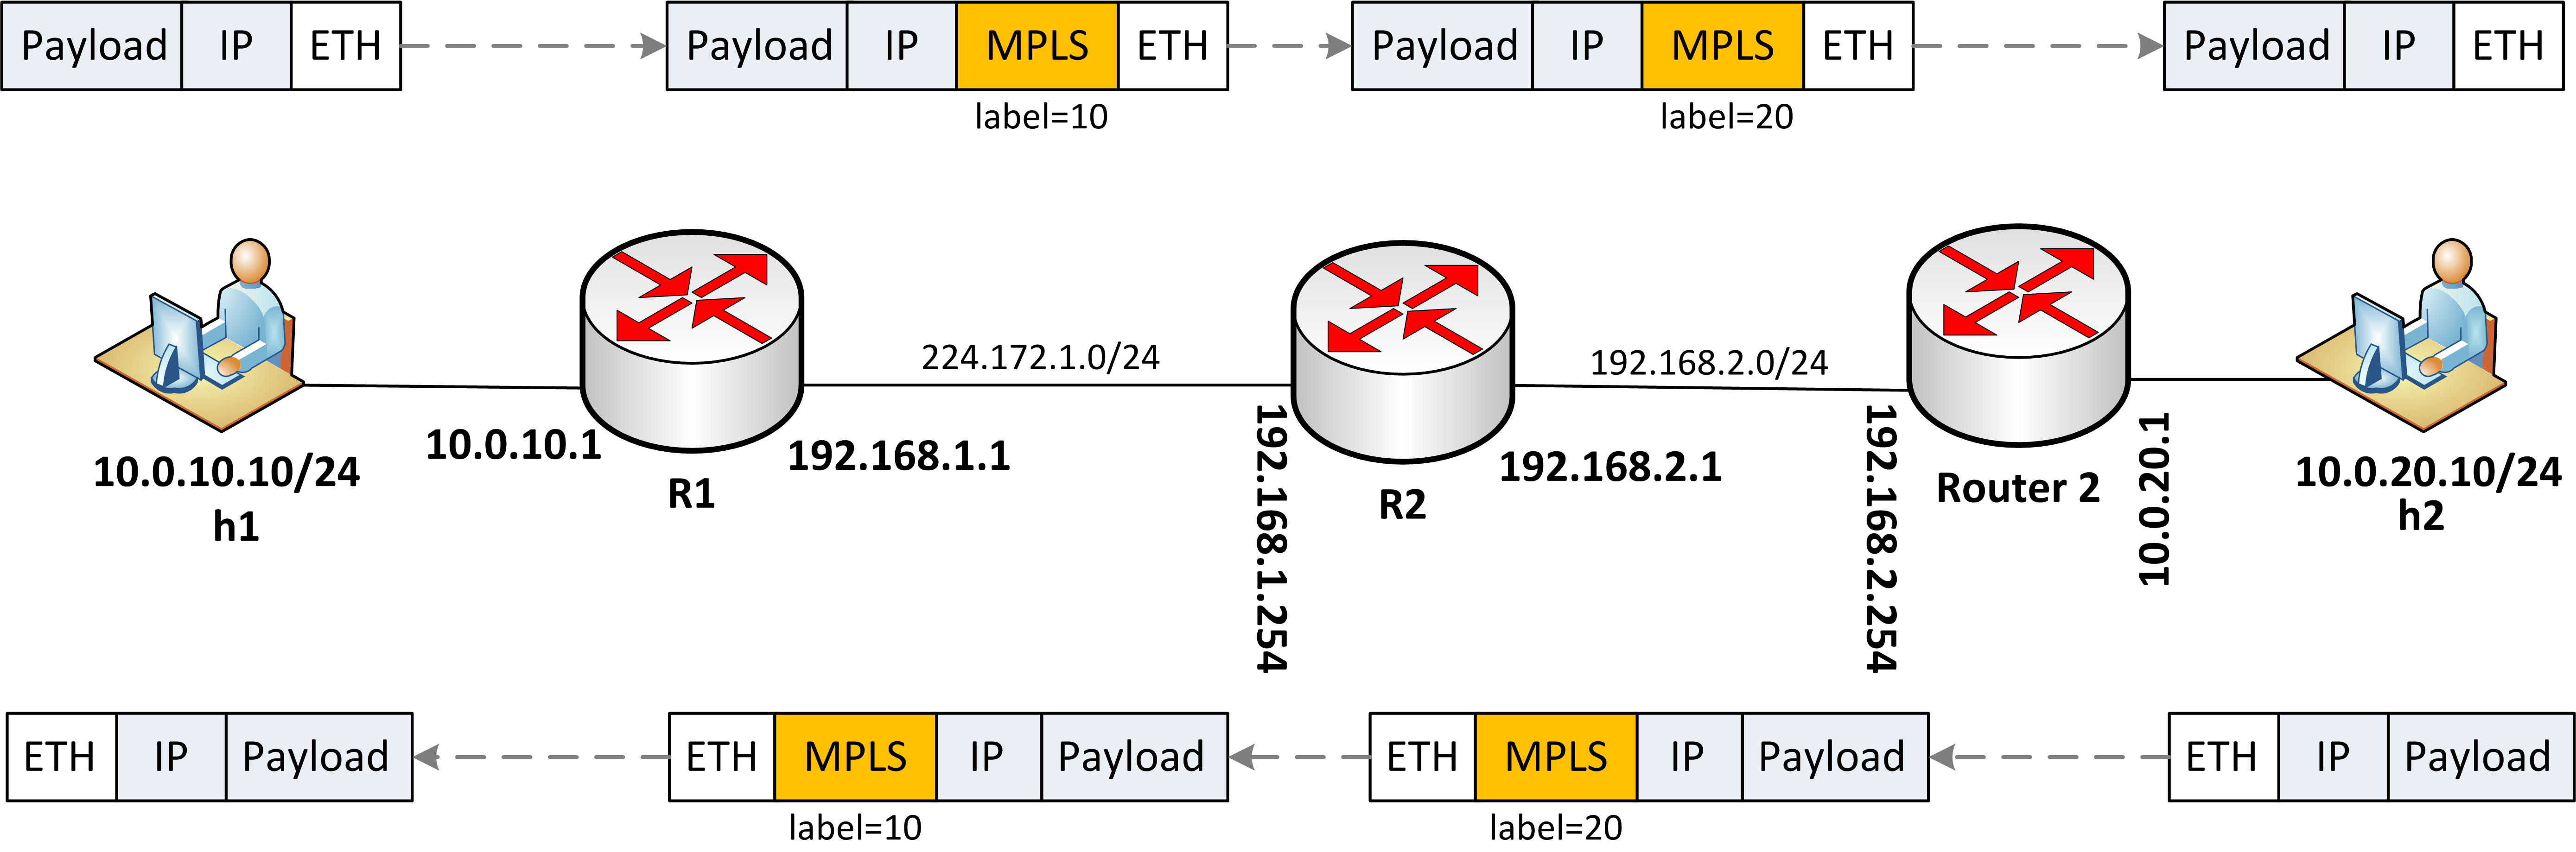 Payload IP ETH
Payload IP MPLS ETH
Payload IP MPLS ETH
Payload IP ETH
label=10
label=20
224.172.1.0/24
192.168.2.0/24
10.0.10.10/24
h1
10.0.10.1
R1
192.168.1.1
192.168.1.254
R2
192.168.2.1
192.168.2.254
Router 2
10.0.20.1
10.0.20.10/24
h2
ETH IP Payload
ETH MPLS IP Payload
ETH MPLS IP Payload
ETH IP Payload
label=10
label=20